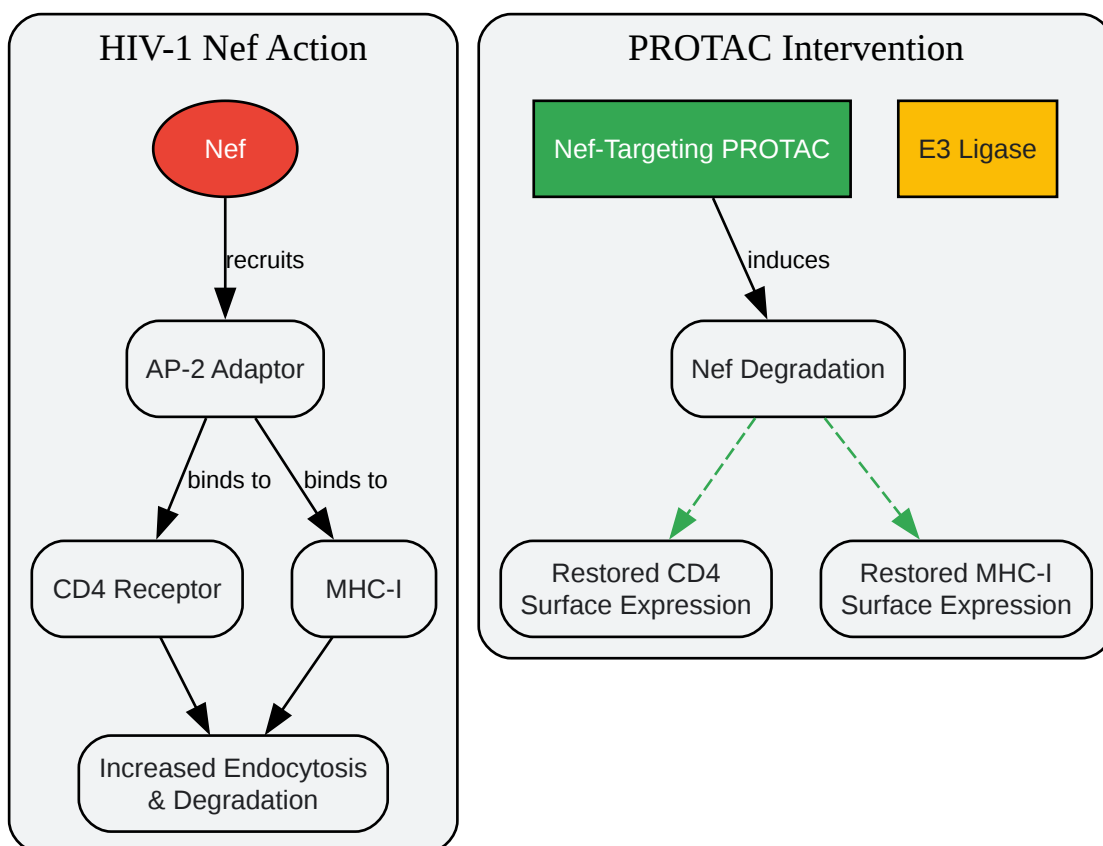 HIV-1 Nef Action
Nef
recruits
AP-2 Adaptor
binds to
binds to
CD4 Receptor
MHC-I
Increased Endocytosis
& Degradation
PROTAC Intervention
Nef-Targeting PROTAC
E3 Ligase
induces
Nef Degradation
Restored CD4
Surface Expression
Restored MHC-I
Surface Expression